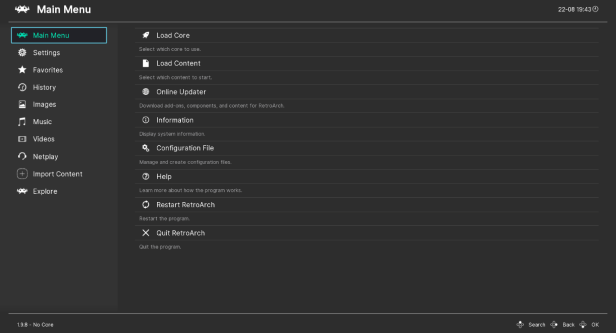 Main Menu
22-08 19:43
Main Menu
Settings
Favorites
History
Images
Music
Videos
Netplay
Import Content
Explore
Load Core
Select which core to use.
Load Content
Select which content to start.
Online Updater
Download add-ons, components, and content for RetroArch.
Information
Display system information.
Configuration File
Manage and create configuration files.
Help
Learn more about how the program works.
Restart RetroArch
Restart the program.
Quit RetroArch
Quit the program.
1.9.8 - No Core
Search Back OK